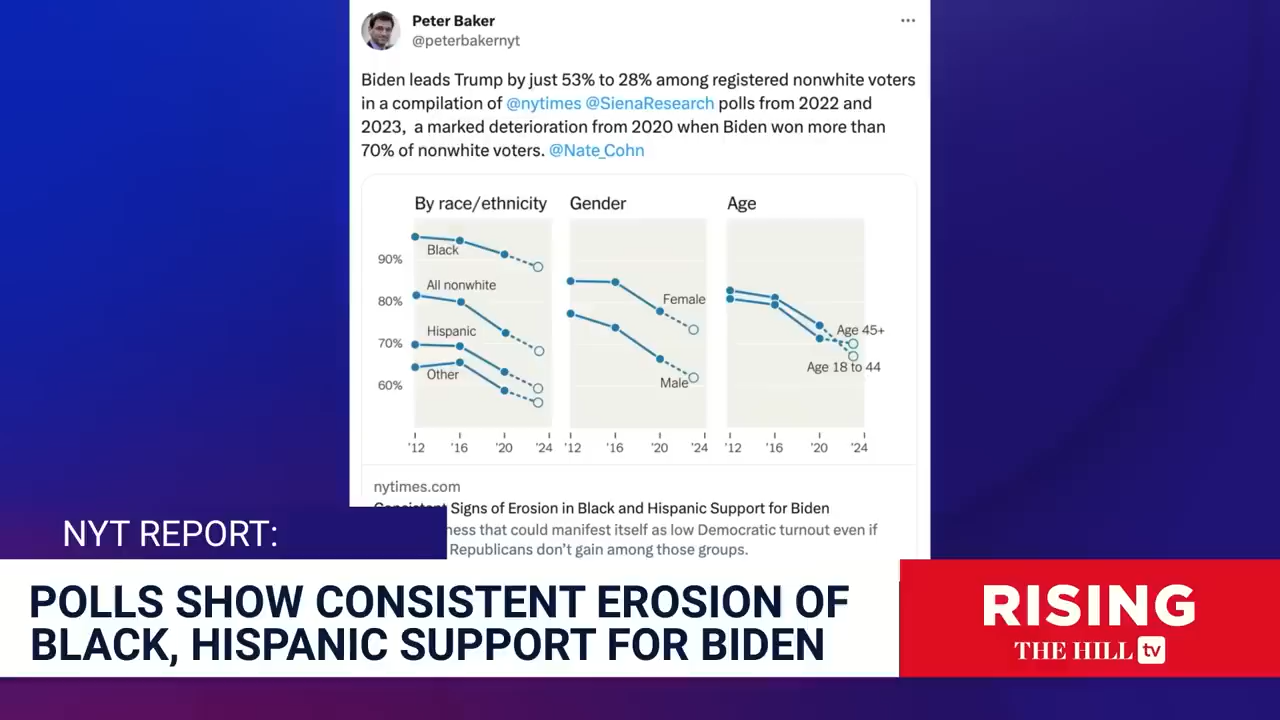 Peter Baker
@peterbakernyt
Biden leads Trump by just 53% to 28% among registered nonwhite voters
in a compilation of @nytimes @SienaResearch polls from 2022 and
2023, a marked deterioration from 2020 when Biden won more than
70% of nonwhite voters. @Nate_Cohn
By race/ethnicity
90%
80%
70%
60%
Black
All nonwhite
Hispanic
Other
'12 '16 '20 '24
Gender
Female
Male
'12 '16 '20 '24
Age
Age 45+
Age 18 to 44
'12 '16 '20 '24
nytimes.com
Signs of Erosion in Black and Hispanic Support for Biden
that could manifest itself as low Democratic turnout even if
Republicans don't gain among those groups.
NYT REPORT:
POLLS SHOW CONSISTENT EROSION OF
BLACK, HISPANIC SUPPORT FOR BIDEN
RISING
THE HILL tv